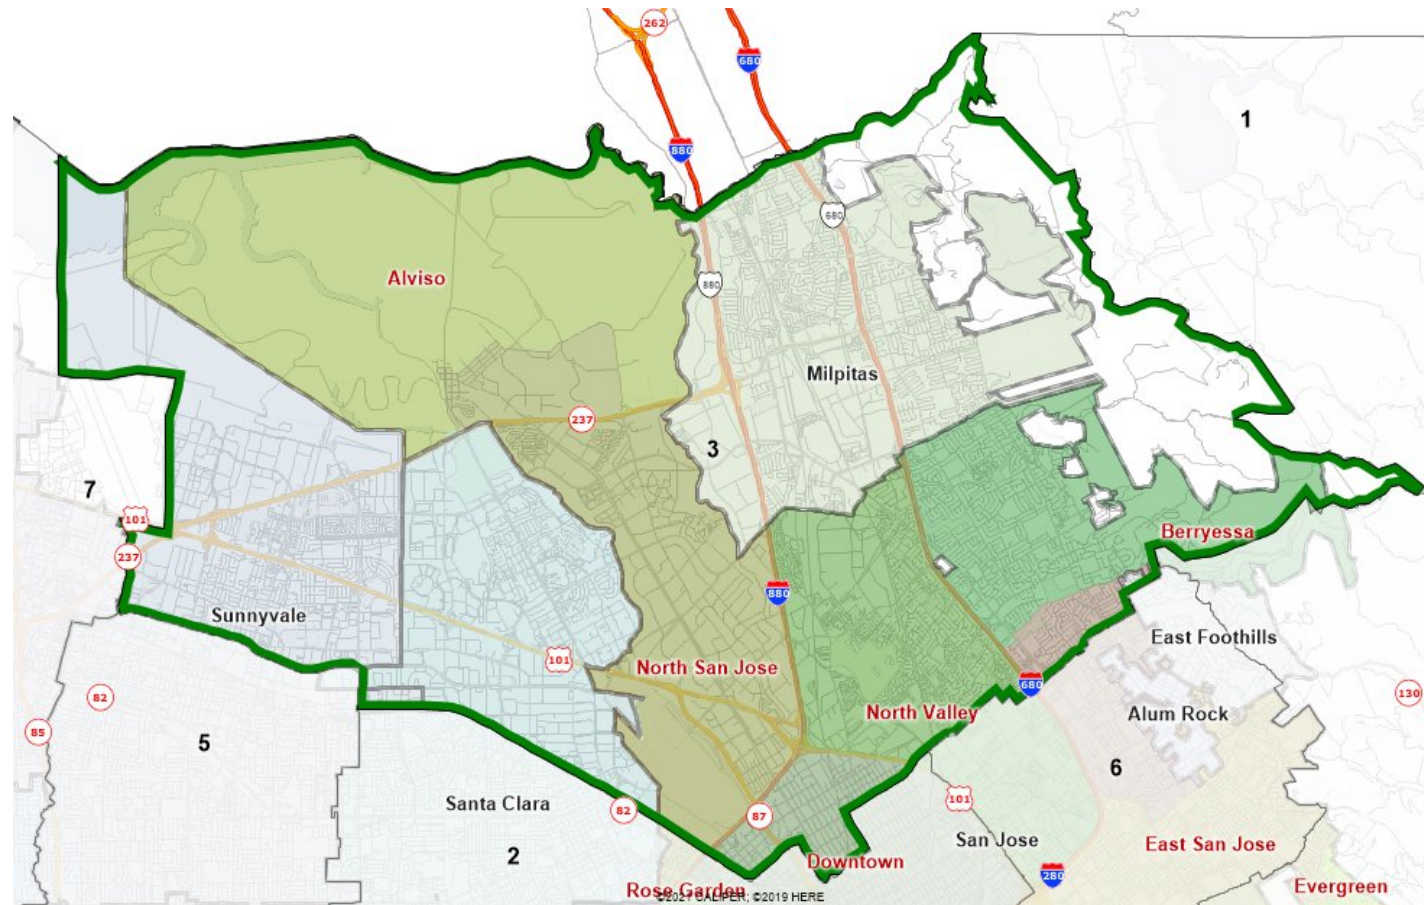 262
680
1
880
680
Alviso
880
Milpitas
237
3
7
101
Berryessa
237
880
Sunnyvale
East Foothills
101
North San Jose
680
82
North Valley
Alum Rock
130
85
5
6
Santa Clara
82
101
87
San Jose
East San Jose
2
Downtown
280
Evergreen
Rose Garden
©2021 CALIPER; ©2019 HERE